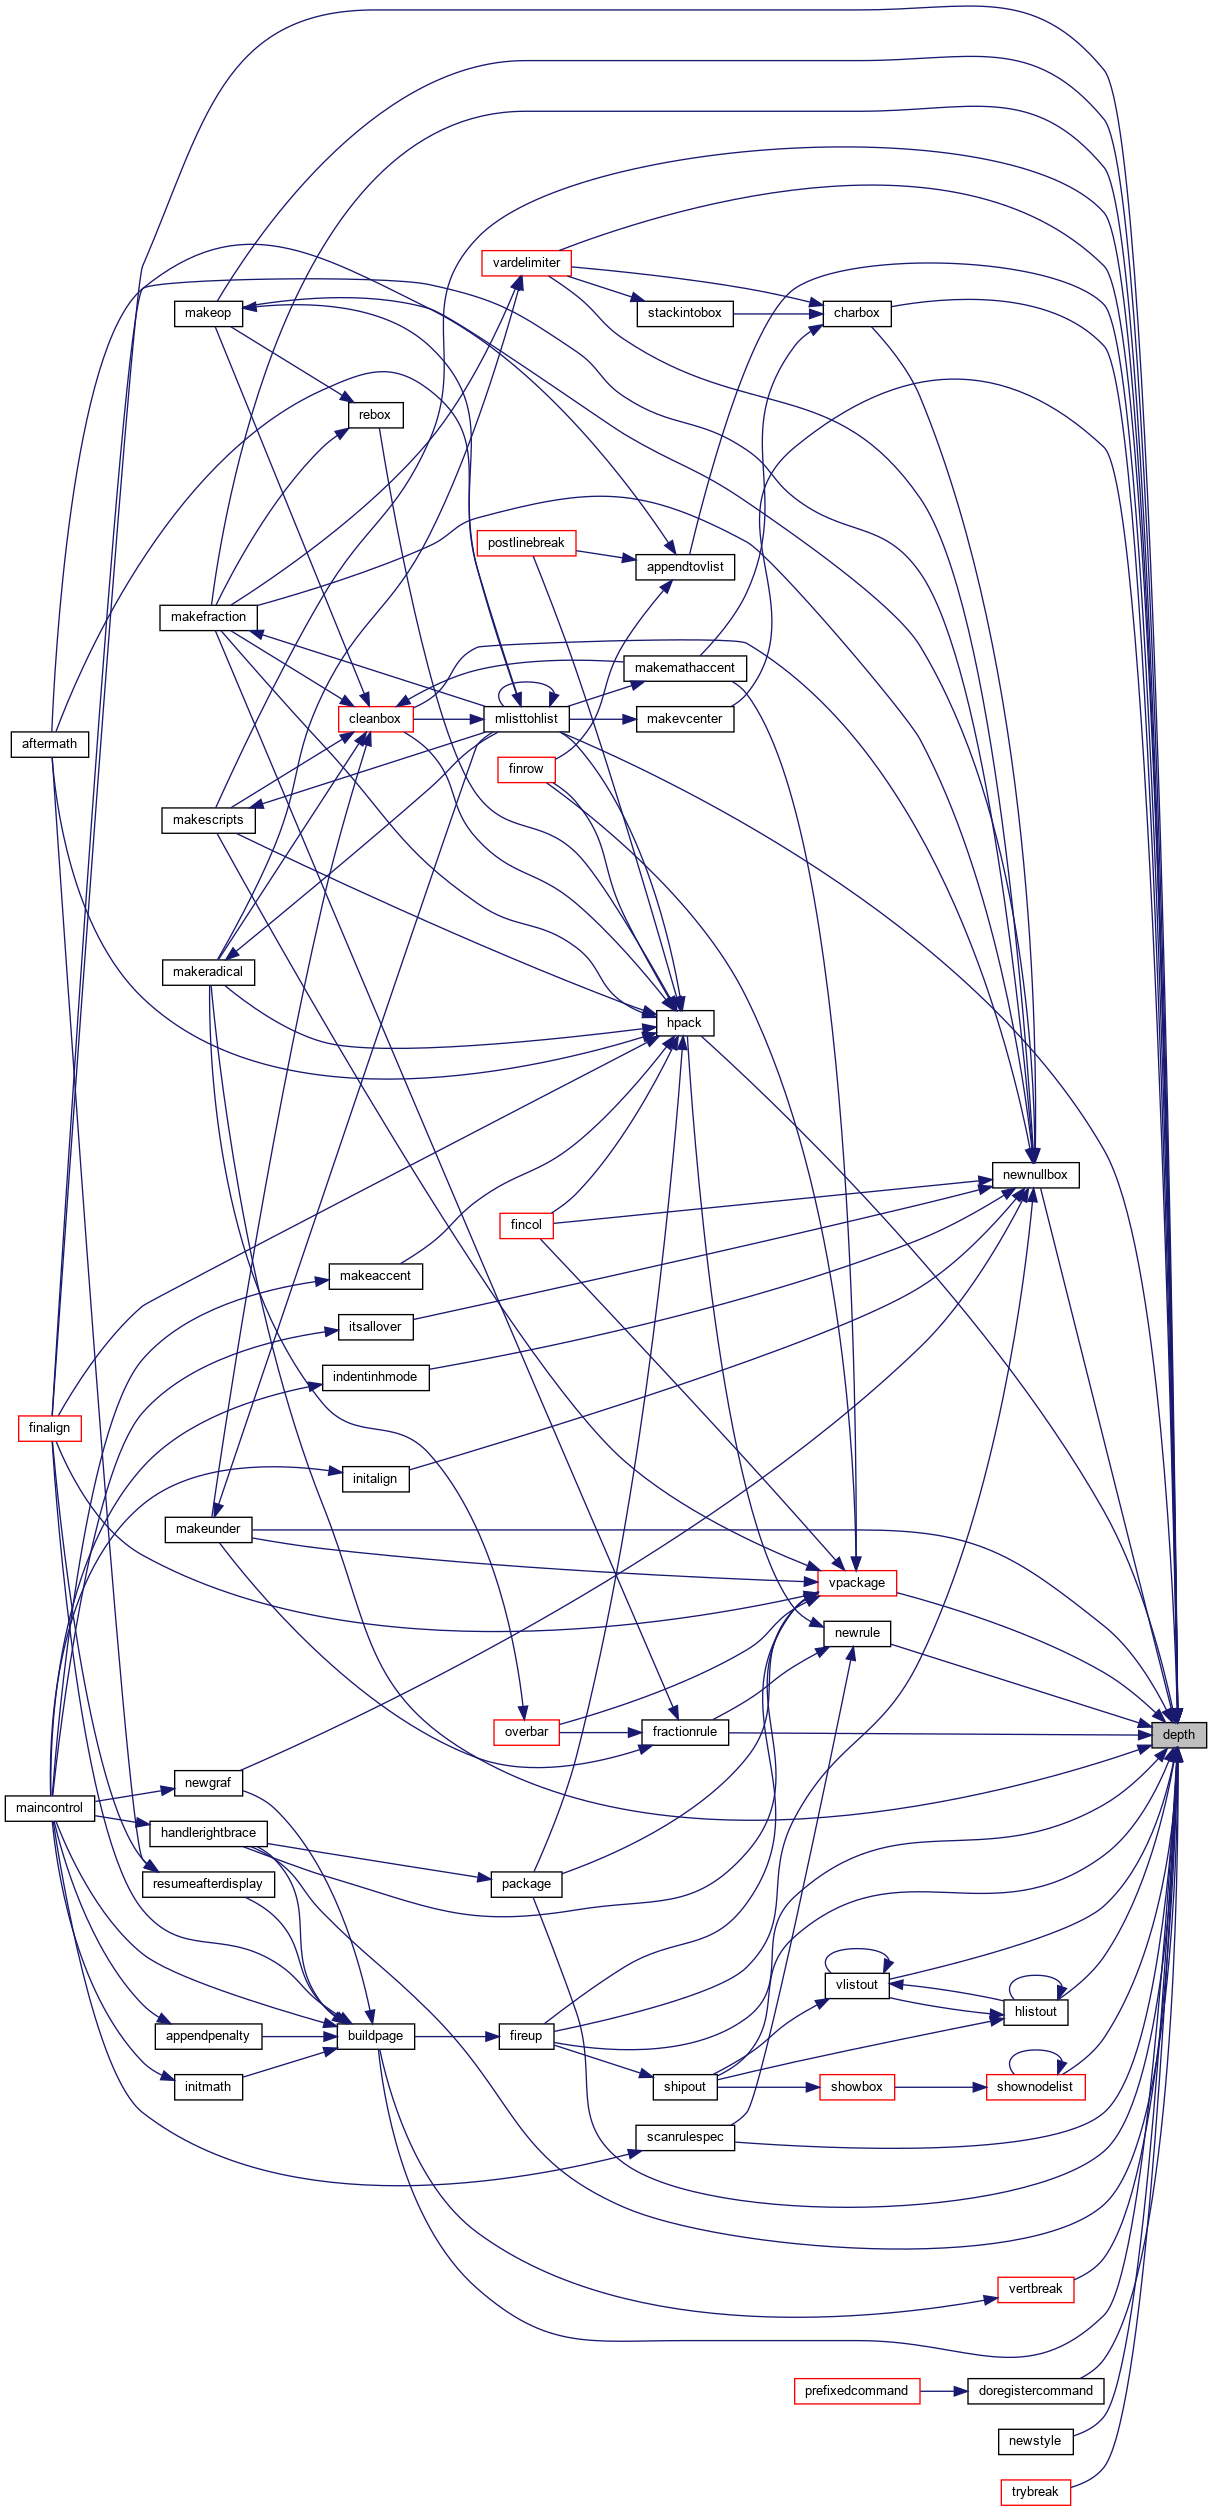 vardelimiter
makeop
stackintobox
charbox
rebox
postlinebreak
appendtovlist
makefraction
makemathaccent
cleanbox
mlisttohlist
makevcenter
aftermath
finrow
makescripts
makeradical
hpack
newnullbox
fincol
makeaccent
itsallover
indentinhmode
finalign
initalign
makeunder
vpackage
newrule
overbar
fractionrule
depth
newgraf
maincontrol
handlerightbrace
resumeafterdisplay
package
vlistout
hlistout
appendpenalty
buildpage
fireup
initmath
shipout
showbox
shownodelist
scanrulespec
vertbreak
prefixedcommand
doregistercommand
newstyle
trybreak